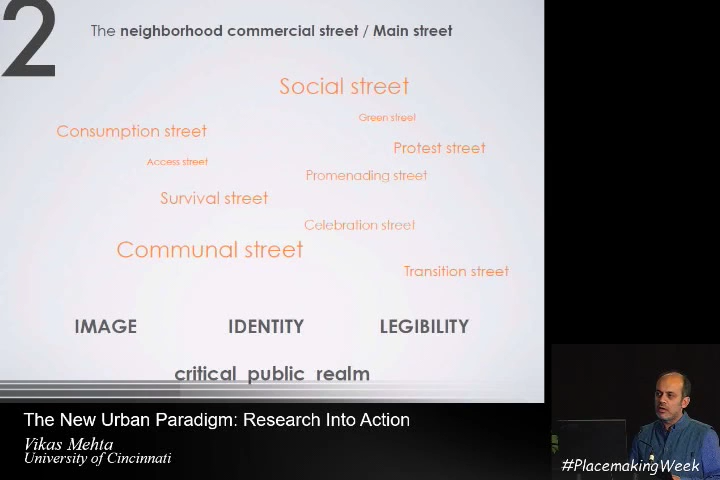 2
The neighborhood commercial street / Main street
Social street
Green street
Consumption street
Protest street
Access street
Promenading street
Survival street
Celebration street
Communal street
Transition street
IMAGE IDENTITY LEGIBILITY
critical public realm
The New Urban Paradigm: Research Into Action
Vikas Mehta
University of Cincinnati
#PlacemakingWeek